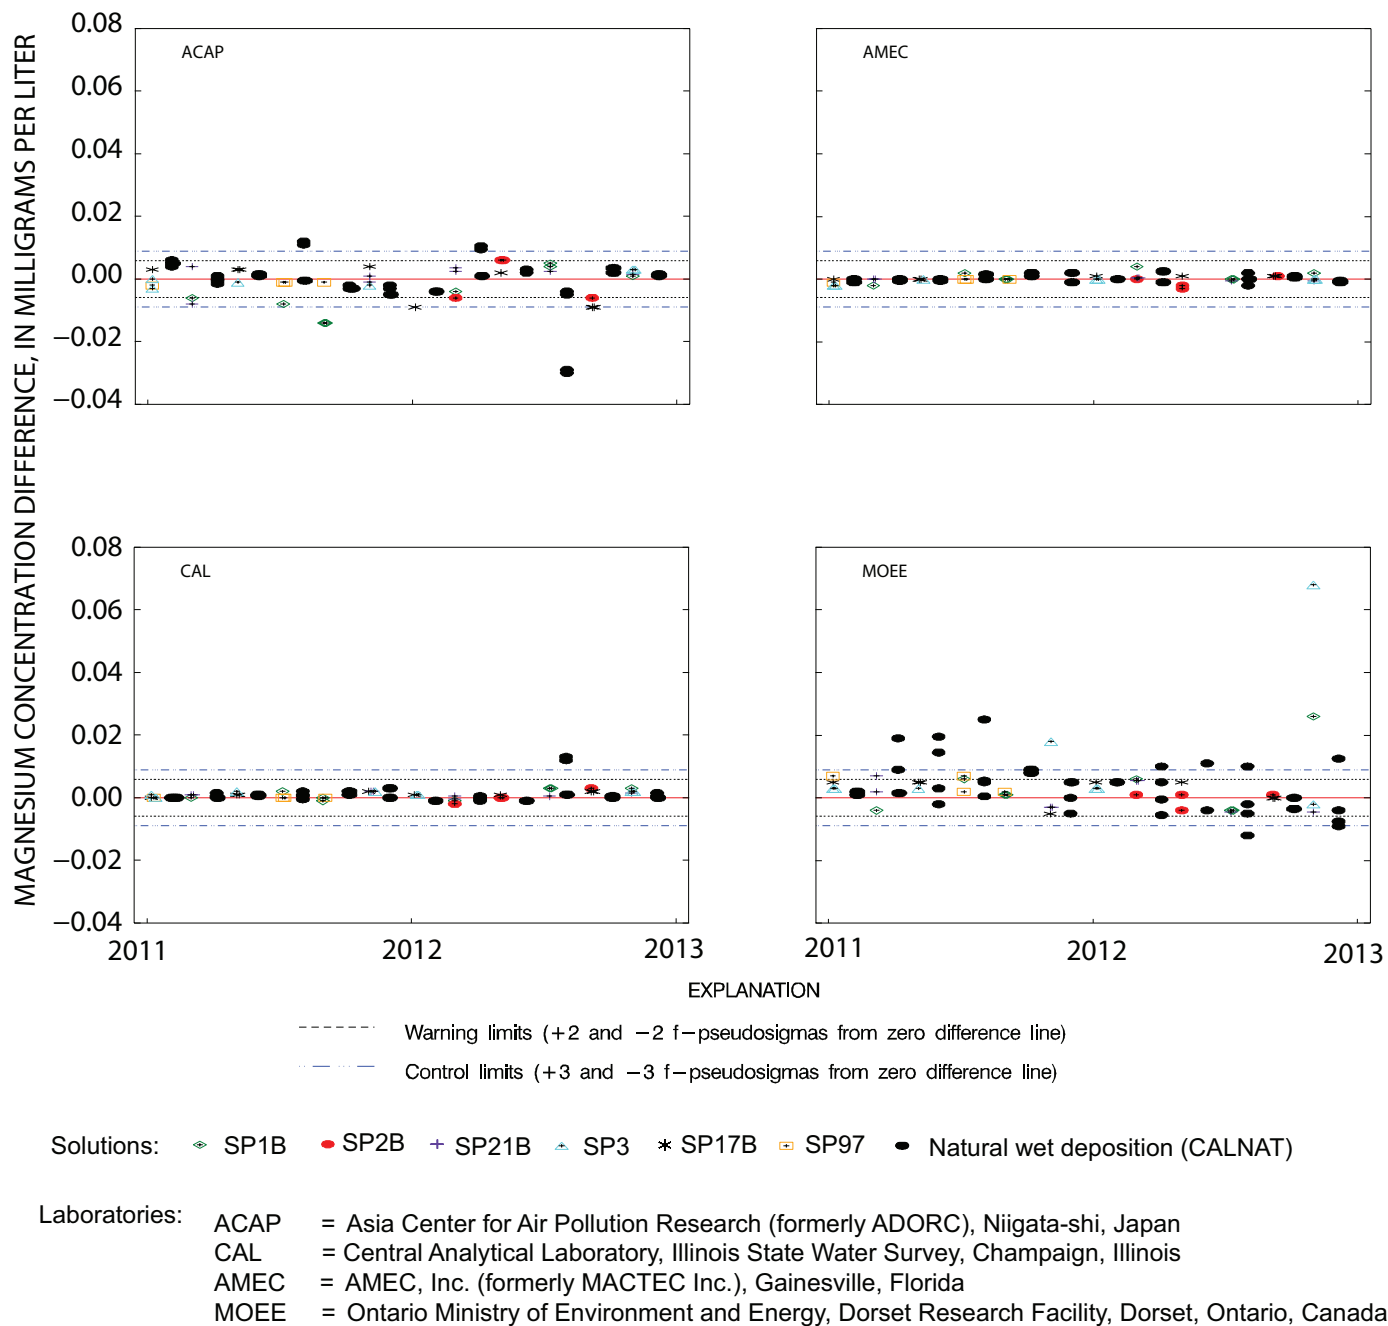 MAGNESIUM CONCENTRATION DIFFERENCE, IN MILLIGRAMS PER LITER
0.08
0.06
0.04
0.02
0.00
−0.02
−0.04
ACAP
AMEC
0.08
0.06
0.04
0.02
0.00
−0.02
−0.04
CAL
MOEE
2011 2012 2013
2011 2012 2013
EXPLANATION
Warning limits (+2 and −2 f−pseudosigmas from zero difference line)
Control limits (+3 and −3 f−pseudosigmas from zero difference line)
Solutions: SP1B SP2B SP21B SP3 SP17B SP97 Natural wet deposition (CALNAT)
Laboratories:
ACAP = Asia Center for Air Pollution Research (formerly ADORC), Niigata-shi, Japan
CAL = Central Analytical Laboratory, Illinois State Water Survey, Champaign, Illinois
AMEC = AMEC, Inc. (formerly MACTEC Inc.), Gainesville, Florida
MOEE = Ontario Ministry of Environment and Energy, Dorset Research Facility, Dorset, Ontario, Canada